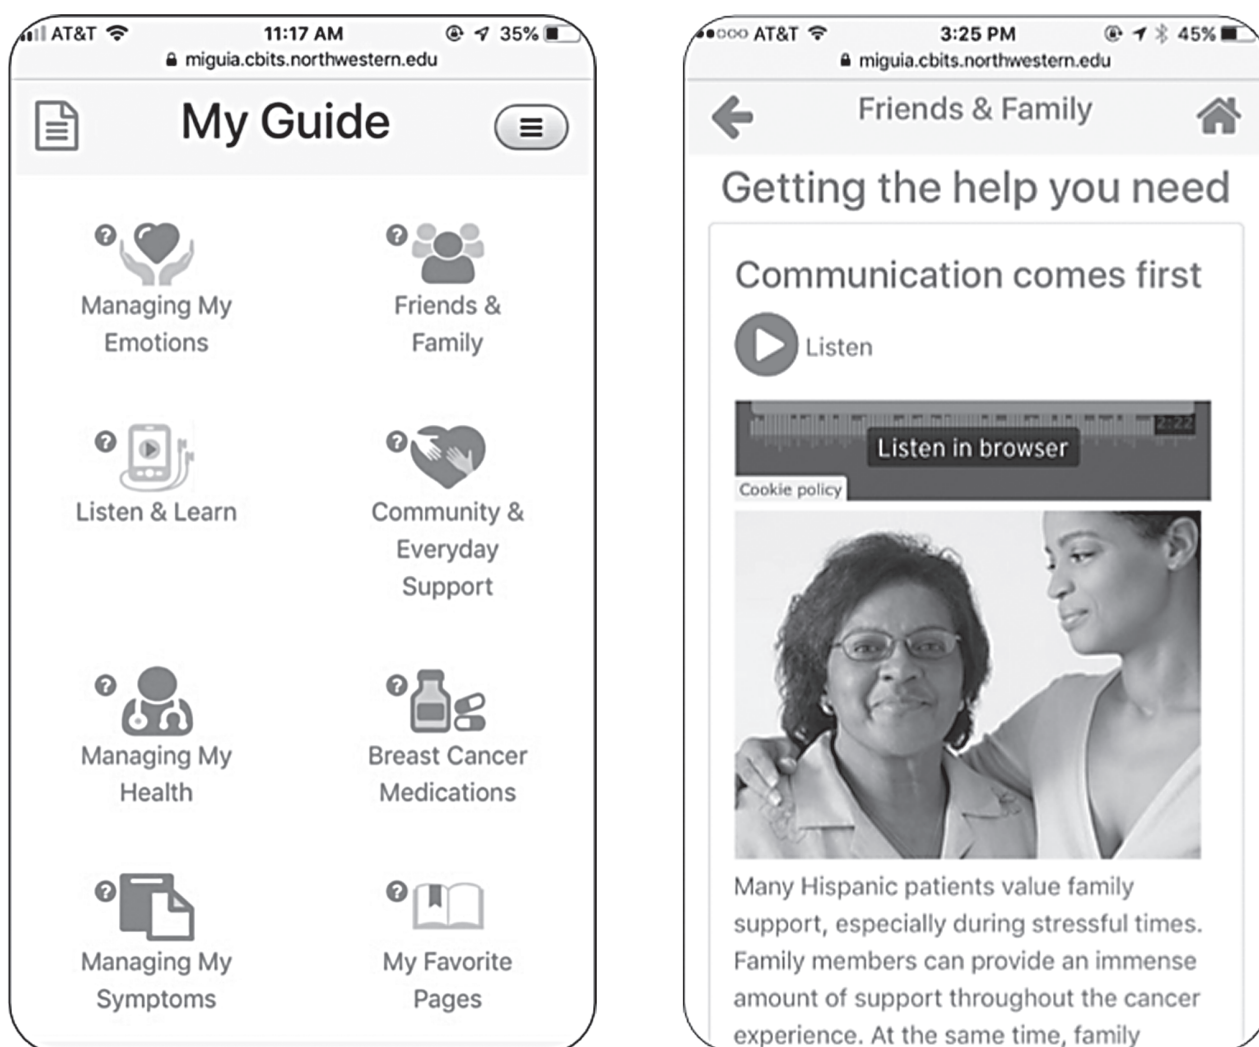 AT&T 11:17 AM 35%
miguia.cbits.northwestern.edu
My Guide
? Managing My
Emotions
? Friends &
Family
? Listen & Learn
? Community &
Everyday
Support
? Managing My
Health
? Breast Cancer
Medications
? Managing My
Symptoms
? My Favorite
Pages
AT&T 3:25 PM 45%
miguia.cbits.northwestern.edu
Friends & Family
Getting the help you need
Communication comes first
Listen
2:22
Listen in browser
Cookie policy
Many Hispanic patients value family
support, especially during stressful times.
Family members can provide an immense
amount of support throughout the cancer
experience. At the same time, family